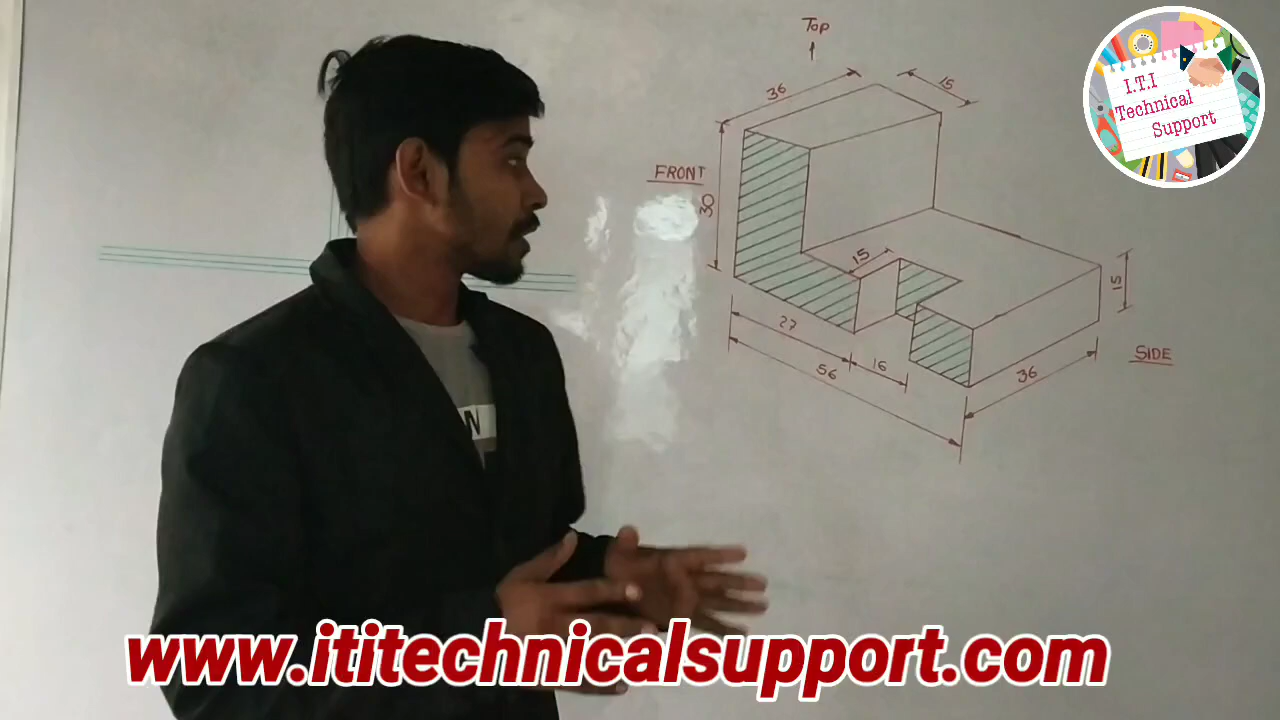 Top
36
15
I.T.I
Technical
Support
FRONT
30
15
15
SIDE
27
16
56
36
N
www.ititechnicalsupport.com